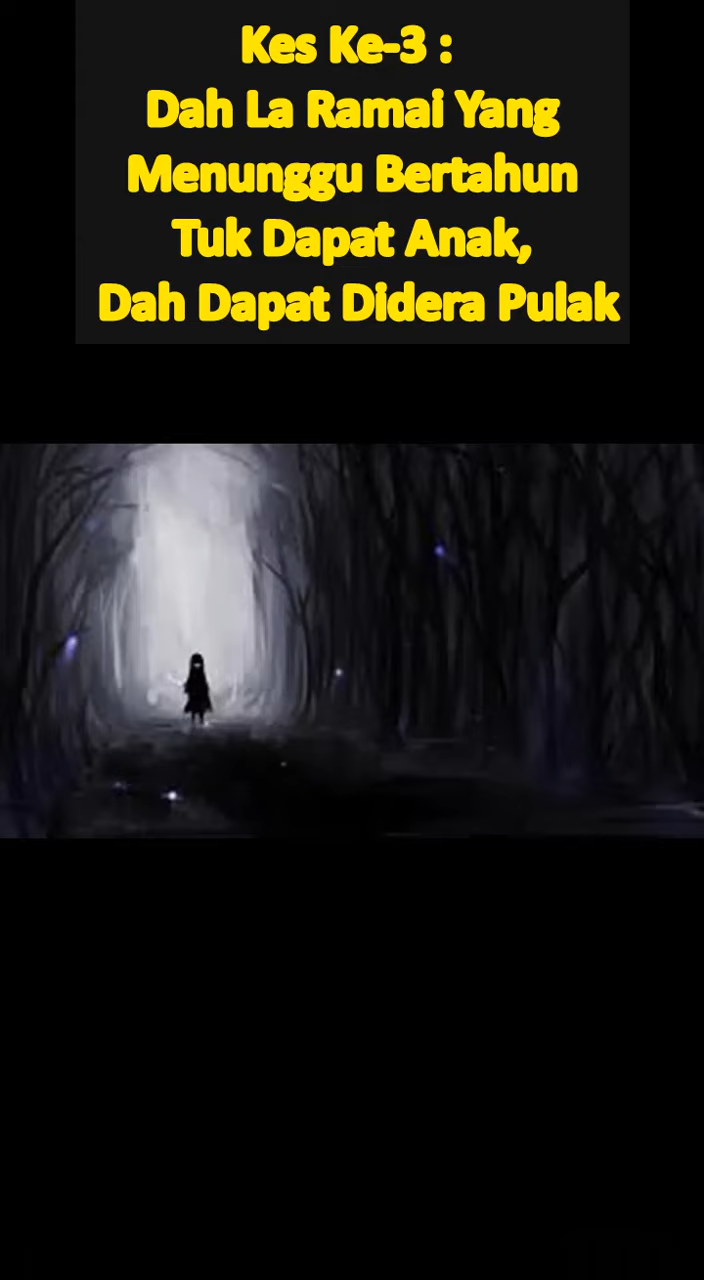 Kes Ke-3 :
Dah La Ramai Yang
Menunggu Bertahun
Tuk Dapat Anak,
Dah Dapat Didera Pulak